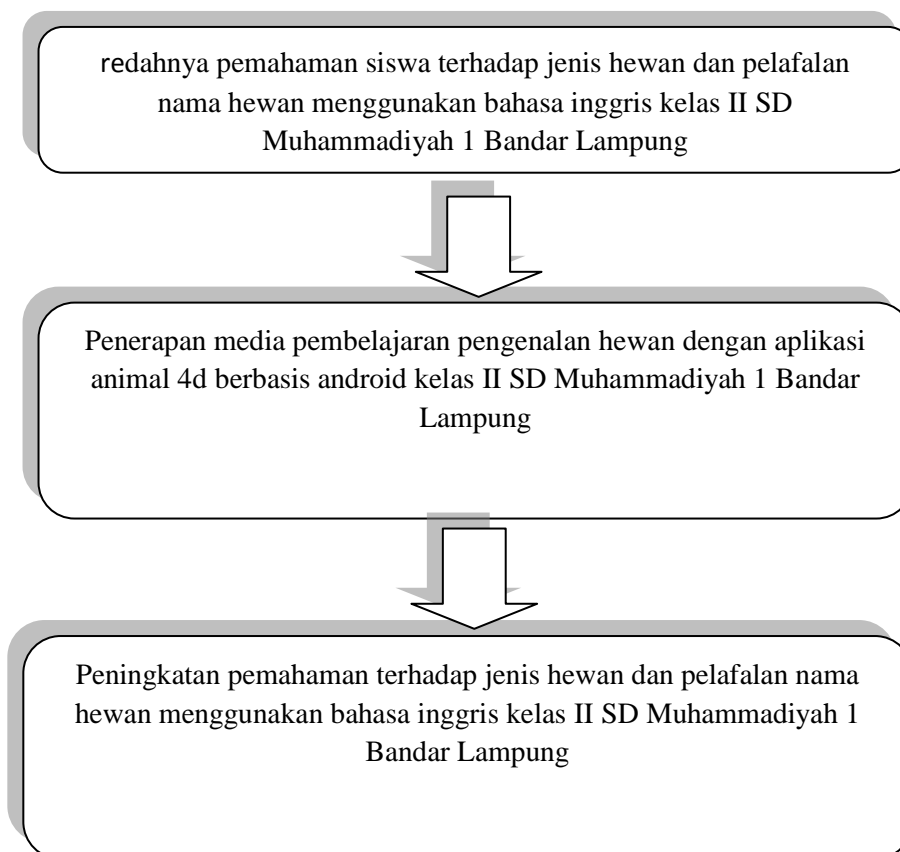 redahnya pemahaman siswa terhadap jenis hewan dan pelafalan
nama hewan menggunakan bahasa inggris kelas II SD
Muhammadiyah 1 Bandar Lampung
Penerapan media pembelajaran pengenalan hewan dengan aplikasi
animal 4d berbasis android kelas II SD Muhammadiyah 1 Bandar
Lampung
Peningkatan pemahaman terhadap jenis hewan dan pelafalan nama
hewan menggunakan bahasa inggris kelas II SD Muhammadiyah 1
Bandar Lampung